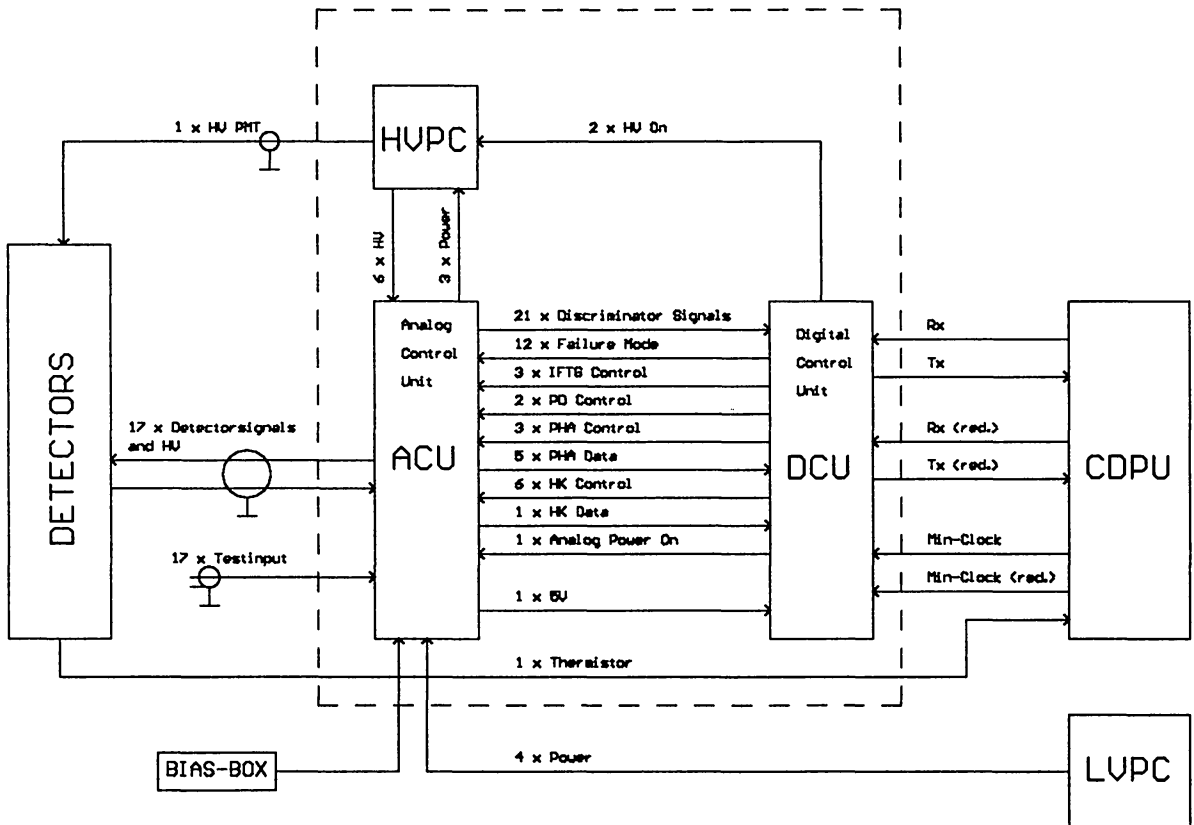 1 x HV PMT
HVPC
2 x HV On
6 x HV
3 x Power
DETECTORS
17 x Detectorsignals
and HV
17 x Testinput
Analog
Control
Unit
ACU
21 x Discriminator Signals
12 x Failure Mode
3 x IFTG Control
2 x PD Control
3 x PHA Control
5 x PHA Data
6 x HK Control
1 x HK Data
1 x Analog Power On
1 x 5V
Digital
Control
Unit
DCU
Rx
Tx
Rx (red.)
Tx (red.)
Min-Clock
Min-Clock (red.)
CDPU
1 x Thermistor
BIAS-BOX
4 x Power
LVPC